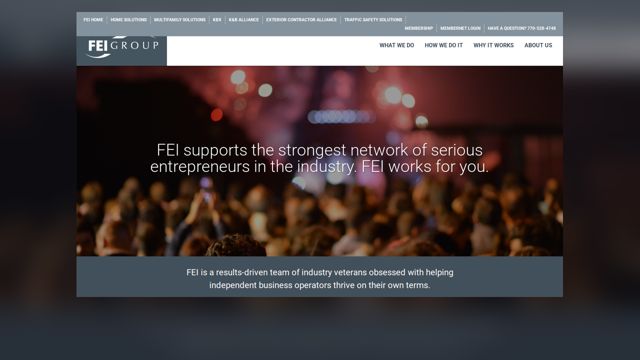 FEI HOME
HOME SOLUTIONS
MULTIFAMILY SOLUTIONS
KBX
K&B ALLIANCE
EXTERIOR CONTRACTOR ALLIANCE
TRAFFIC SAFETY SOLUTIONS
MEMBERSHIP
MEMBERNET LOGIN
HAVE A QUESTION? 770-528-4748
FEIGROUP
WHAT WE DO
HOW WE DO IT
WHY IT WORKS
ABOUT US
FEI supports the strongest network of serious
entrepreneurs in the industry. FEI works for you.
FEI is a results-driven team of industry veterans obsessed with helping
independent business operators thrive on their own terms.